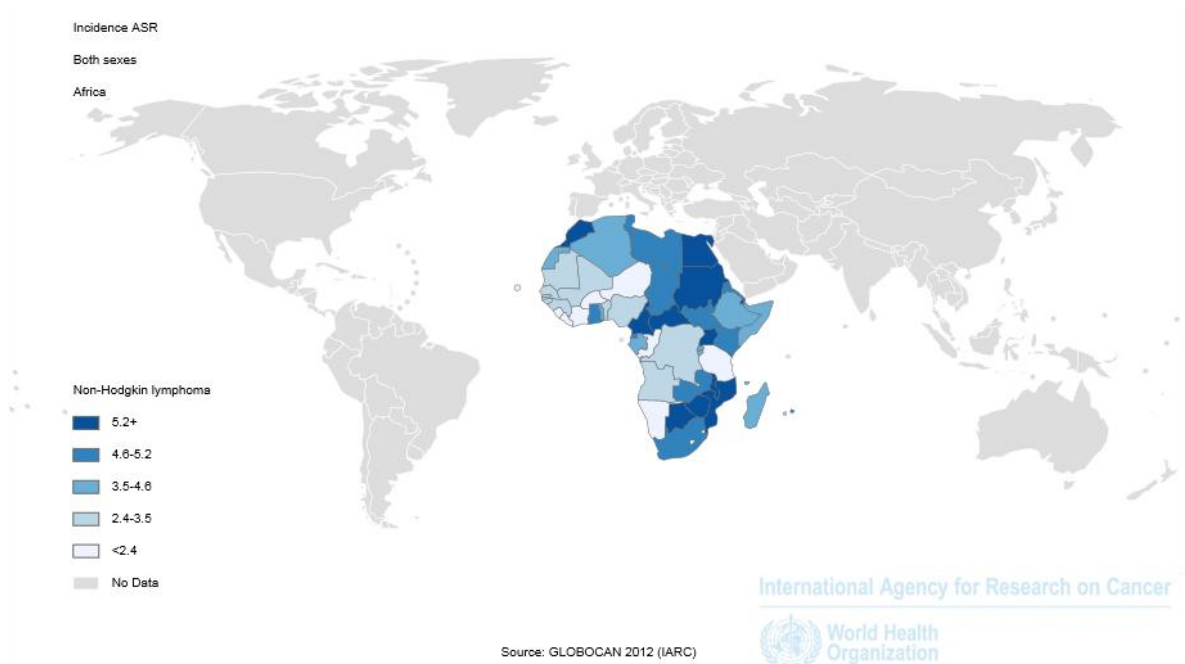 Incidence ASR
Both sexes
Africa
Non-Hodgkin lymphoma
5.2+
4.6-5.2
3.5-4.6
2.4-3.5
<2.4
No Data
International Agency for Research on Cancer
World Health
Organization
Source: GLOBOCAN 2012 (IARC)